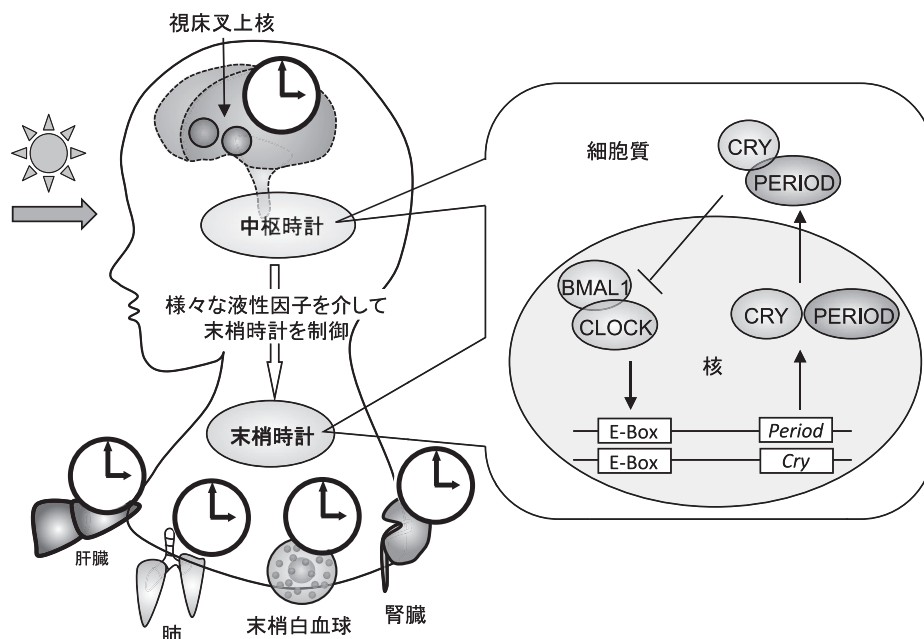 視床叉上核
中枢時計
様々な液性因子を介して
末梢時計を制御
末梢時計
肝臓
肺
末梢白血球
腎臓
細胞質
CRY
PERIOD
BMAL1
CLOCK
CRY
PERIOD
核
E-Box
Period
E-Box
Cry